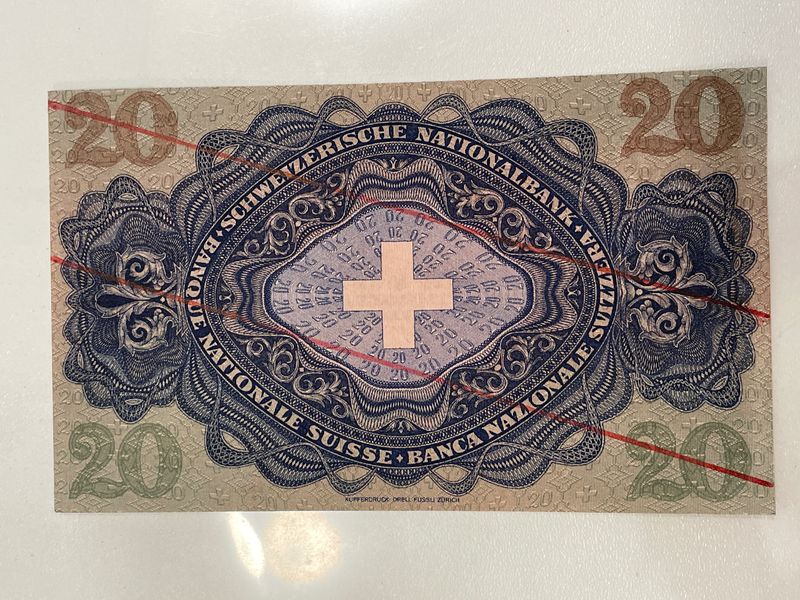 20 20
SCHWEIZERISCHE NATIONALBANK
BANCA NAZIONALE SVIZZERA
BANQUE NATIONALE SUISSE
20 20
KUPFERDRUCK ORELL FÜSSLI ZÜRICH